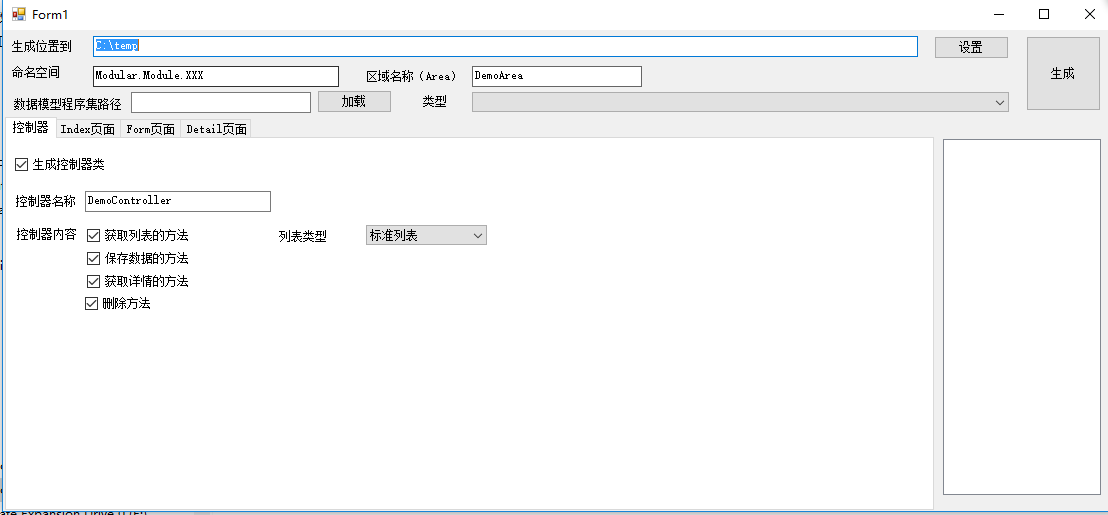 Form1
生成位置到 C:\temp 设置
生成
命名空间 Modular.Module.XXX 区域名称（Area） DemoArea
数据模型程序集路径 加载 类型
控制器 Index页面 Form页面 Detail页面
生成控制器类
控制器名称 DemoController
控制器内容 获取列表的方法 列表类型 标准列表
保存数据的方法
获取详情的方法
删除方法